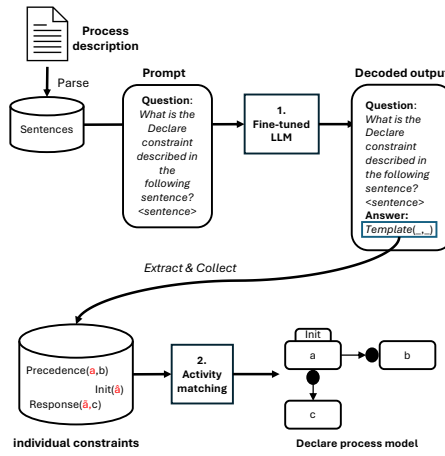 Process
description
Parse
Sentences
Prompt
Question:
What is the
Declare
constraint
described in
the
following
sentence?
<sentence>
1.
Fine-tuned
LLM
Decoded output
Question:
What is the
Declare
constraint
described in
the following
sentence?
<sentence>
Answer:
Template(_,_)
Extract & Collect
Precedence(a,b)
Init(ã)
Response(ã,c)
individual constraints
2.
Activity
matching
Init
a
b
c
Declare process model